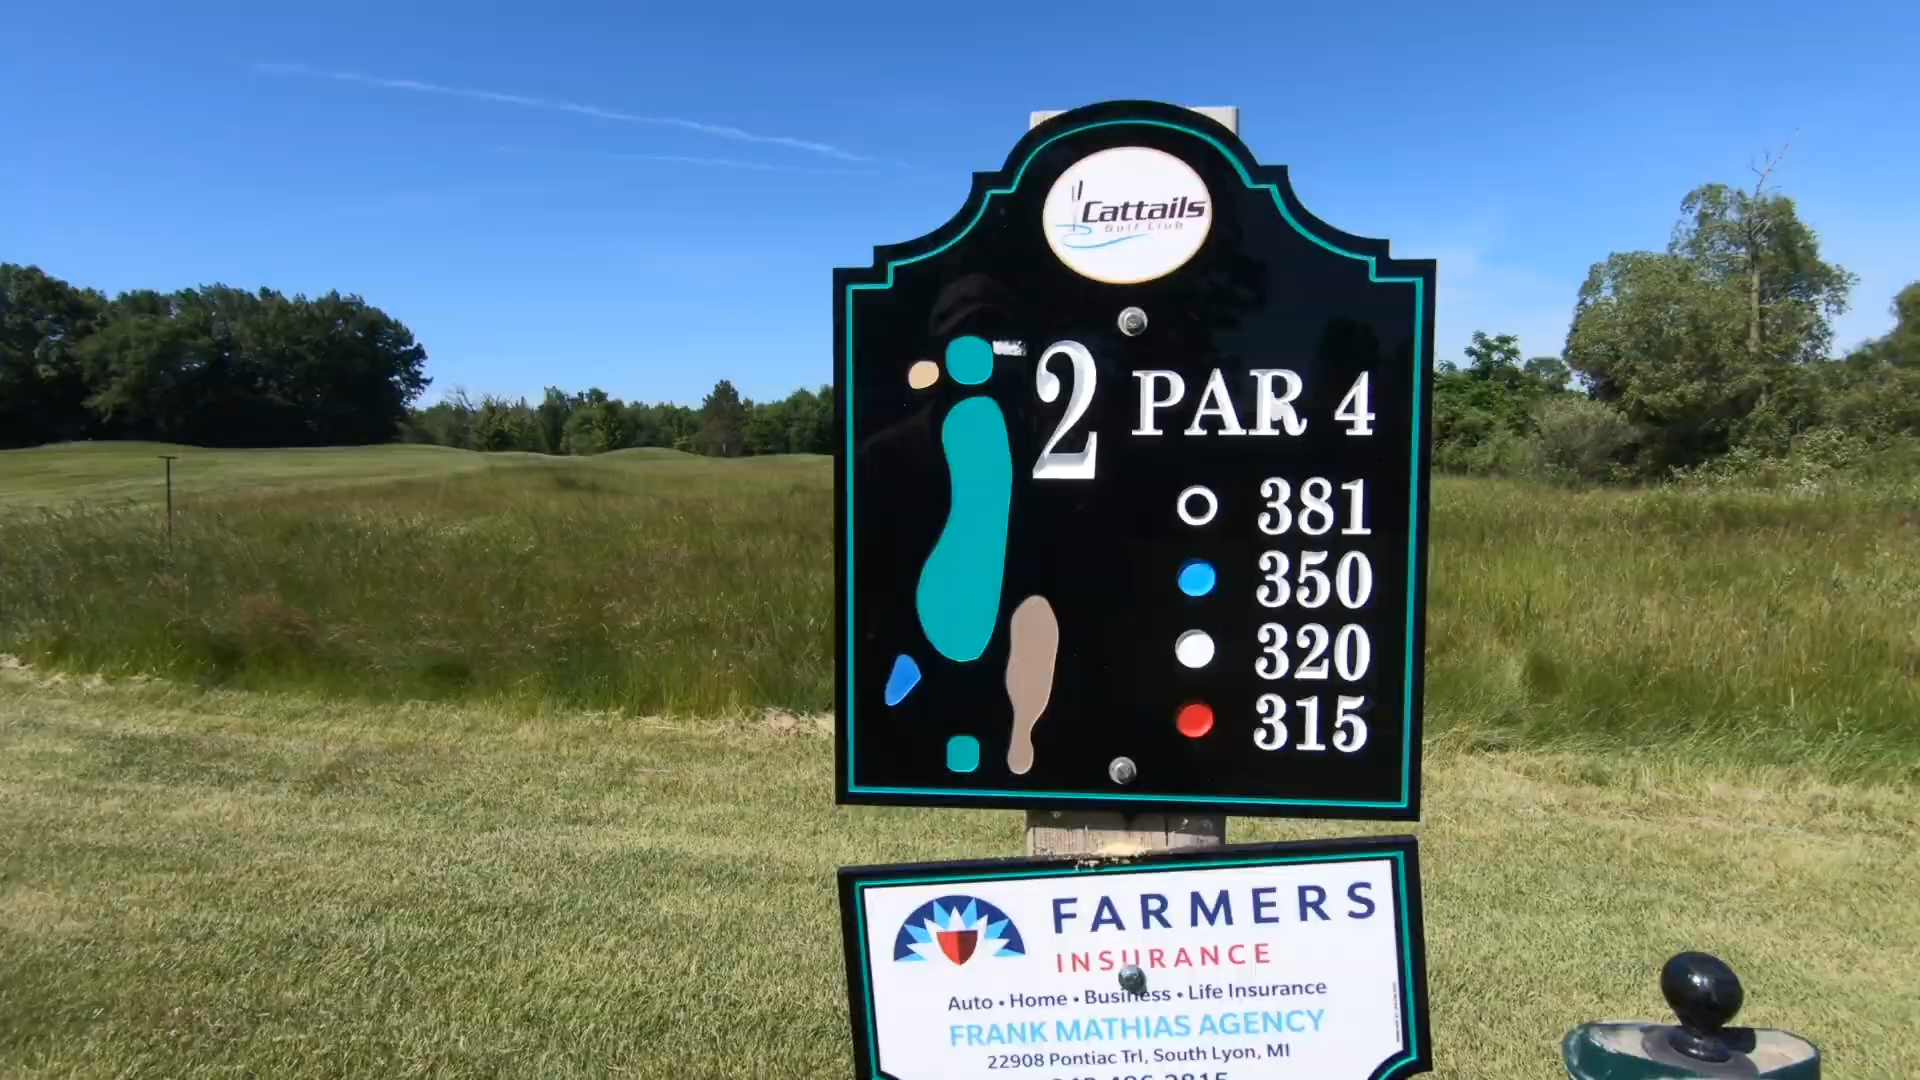 Cattails
Golf Club
2 PAR 4
381
350
320
315
FARMERS
INSURANCE
Auto • Home • Business • Life Insurance
FRANK MATHIAS AGENCY
22908 Pontiac Trl, South Lyon, MI